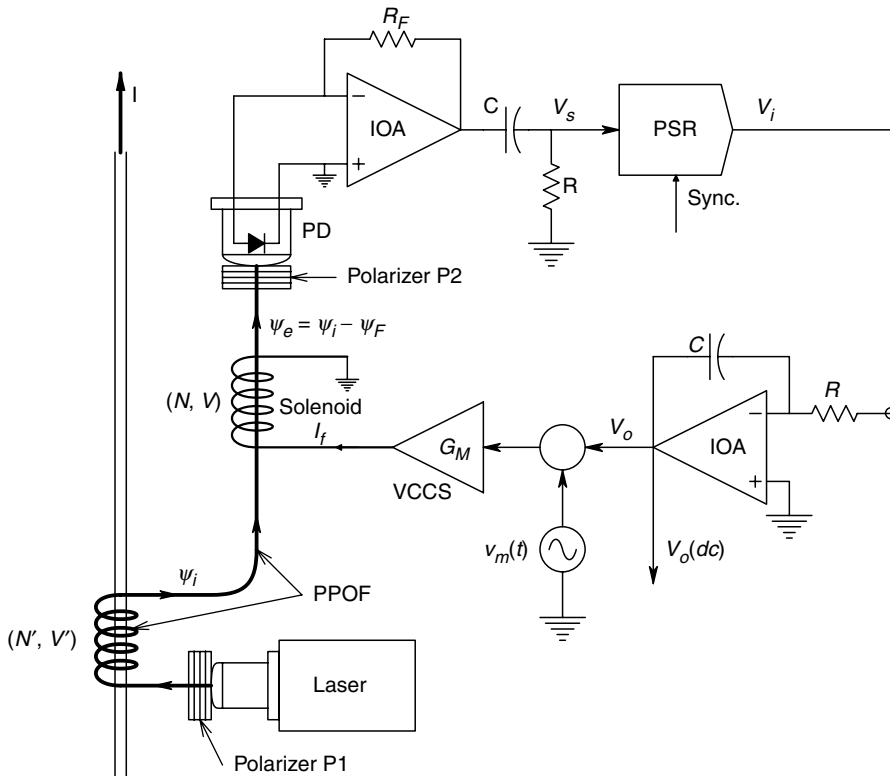 R_F
I
IOA
C
V_s
PSR
V_i
−
+
R
Sync.
PD
Polarizer P2
ψ_e = ψ_i − ψ_F
(N, V)
Solenoid
I_f
G_M
VCCS
V_o
C
R
−
IOA
+
v_m(t)
V_o(dc)
ψ_i
PPOF
(N′, V′)
Laser
Polarizer P1